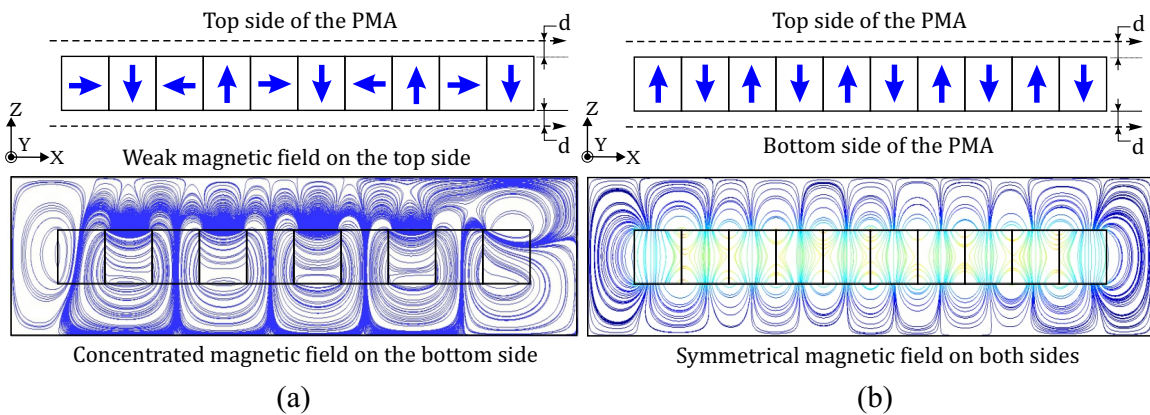 Top side of the PMA
d
Z
Y
X
d
Weak magnetic field on the top side
Concentrated magnetic field on the bottom side
(a)
Top side of the PMA
d
Z
Y
X
d
Bottom side of the PMA
Symmetrical magnetic field on both sides
(b)